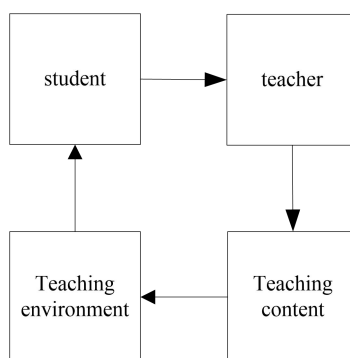 student
teacher
Teaching
environment
Teaching
content